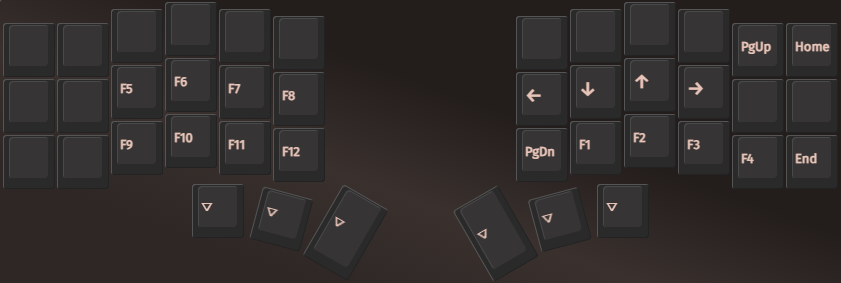 PgUp Home
F5 F6 F7 F8 ← ↓ ↑ →
F9 F10 F11 F12 PgDn F1 F2 F3 F4 End
▽ ▽ ▽ ▽ ▽ ▽